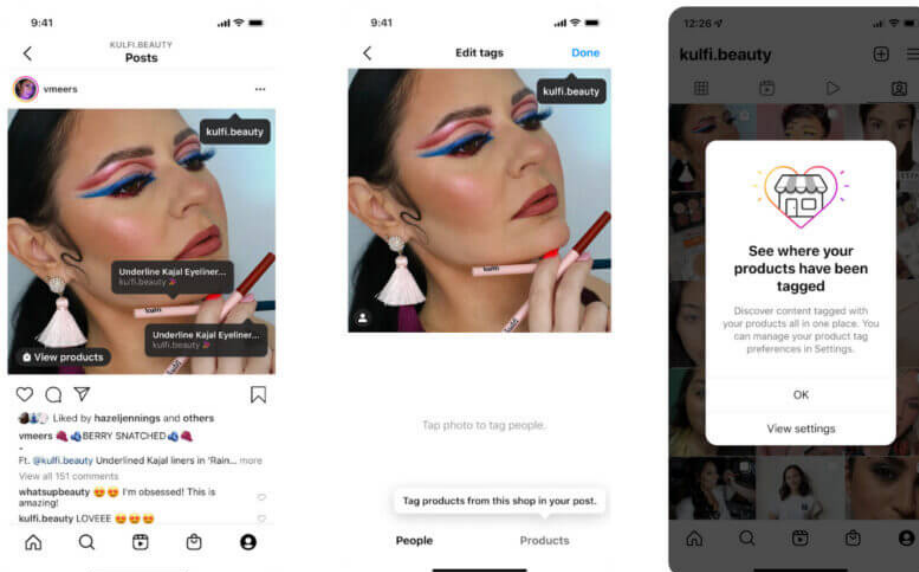 9:41
KULFI.BEAUTY
Posts
vmeers
kulfi.beauty
Underline Kajal Eyeliner...
kulfi.beauty
kulfi
Underline Kajal Eyeliner...
kulfi.beauty
kulfi
View products
Liked by hazeljennings and others
vmeers 🍇🫐BERRY SNATCHED🫐🍇
-
Ft. @kulfi.beauty Underlined Kajal liners in 'Rain... more
View all 151 comments
whatsupbeauty 😍😍 I'm obsessed! This is
amazing!
kulfi.beauty LOVEEE 😍😍😍
9:41
Edit tags
Done
kulfi.beauty
kulfi
kulfi
Tap photo to tag people.
Tag products from this shop in your post.
People
Products
12:26
kulfi.beauty
See where your
products have been
tagged
Discover content tagged with
your products all in one place. You
can manage your product tag
preferences in Settings.
OK
View settings